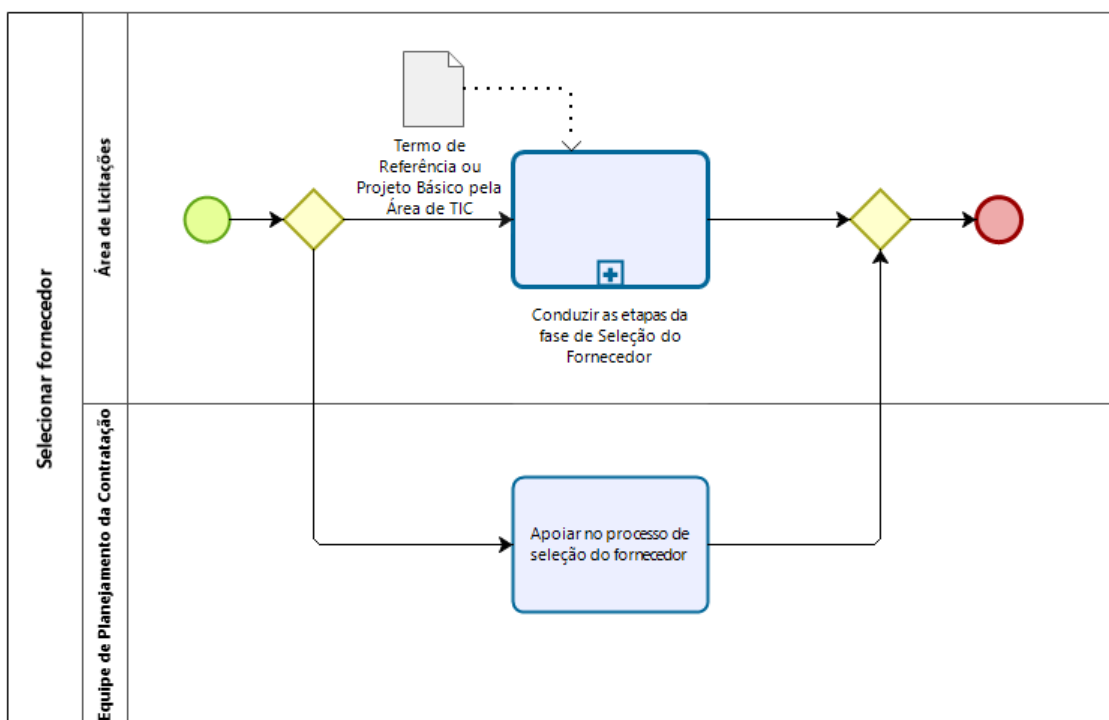 Selecionar fornecedor
Área de Licitações
Termo de
Referência ou
Projeto Básico pela
Área de TIC
Conduzir as etapas da
fase de Seleção do
Fornecedor
Equipe de Planejamento da Contratação
Apoiar no processo de
seleção do fornecedor